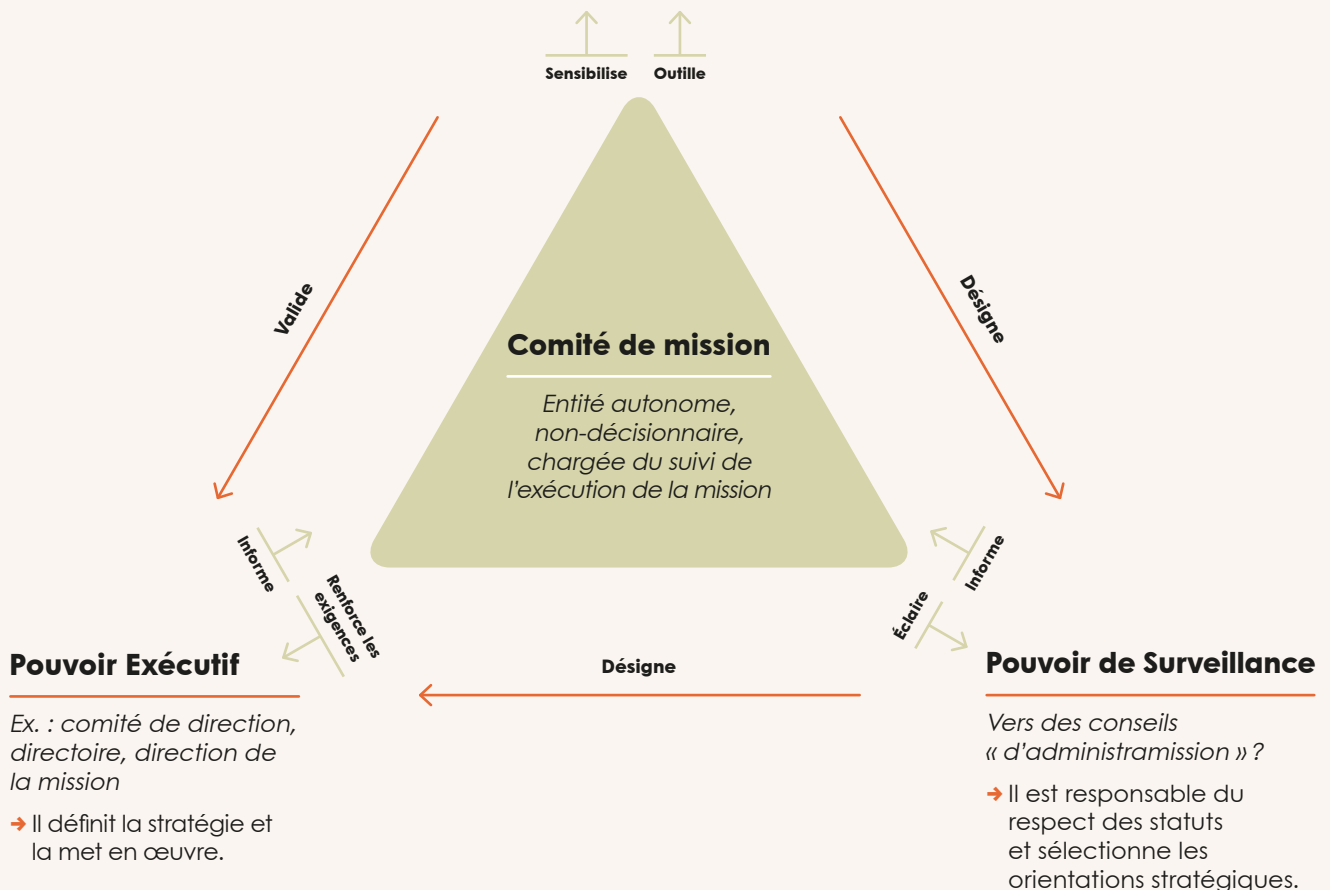 Sensibilise
Outille
Valide
Désigne
Comité de mission
Entité autonome,
non-décisionnaire,
chargée du suivi de
l'exécution de la mission
Informe
Renforce les
exigences
Informe
Éclaire
Désigne
Pouvoir Exécutif
Ex. : comité de direction,
directoire, direction de
la mission
➔ Il définit la stratégie et
la met en œuvre.
Pouvoir de Surveillance
Vers des conseils
« d'administramission » ?
➔ Il est responsable du
respect des statuts
et sélectionne les
orientations stratégiques.